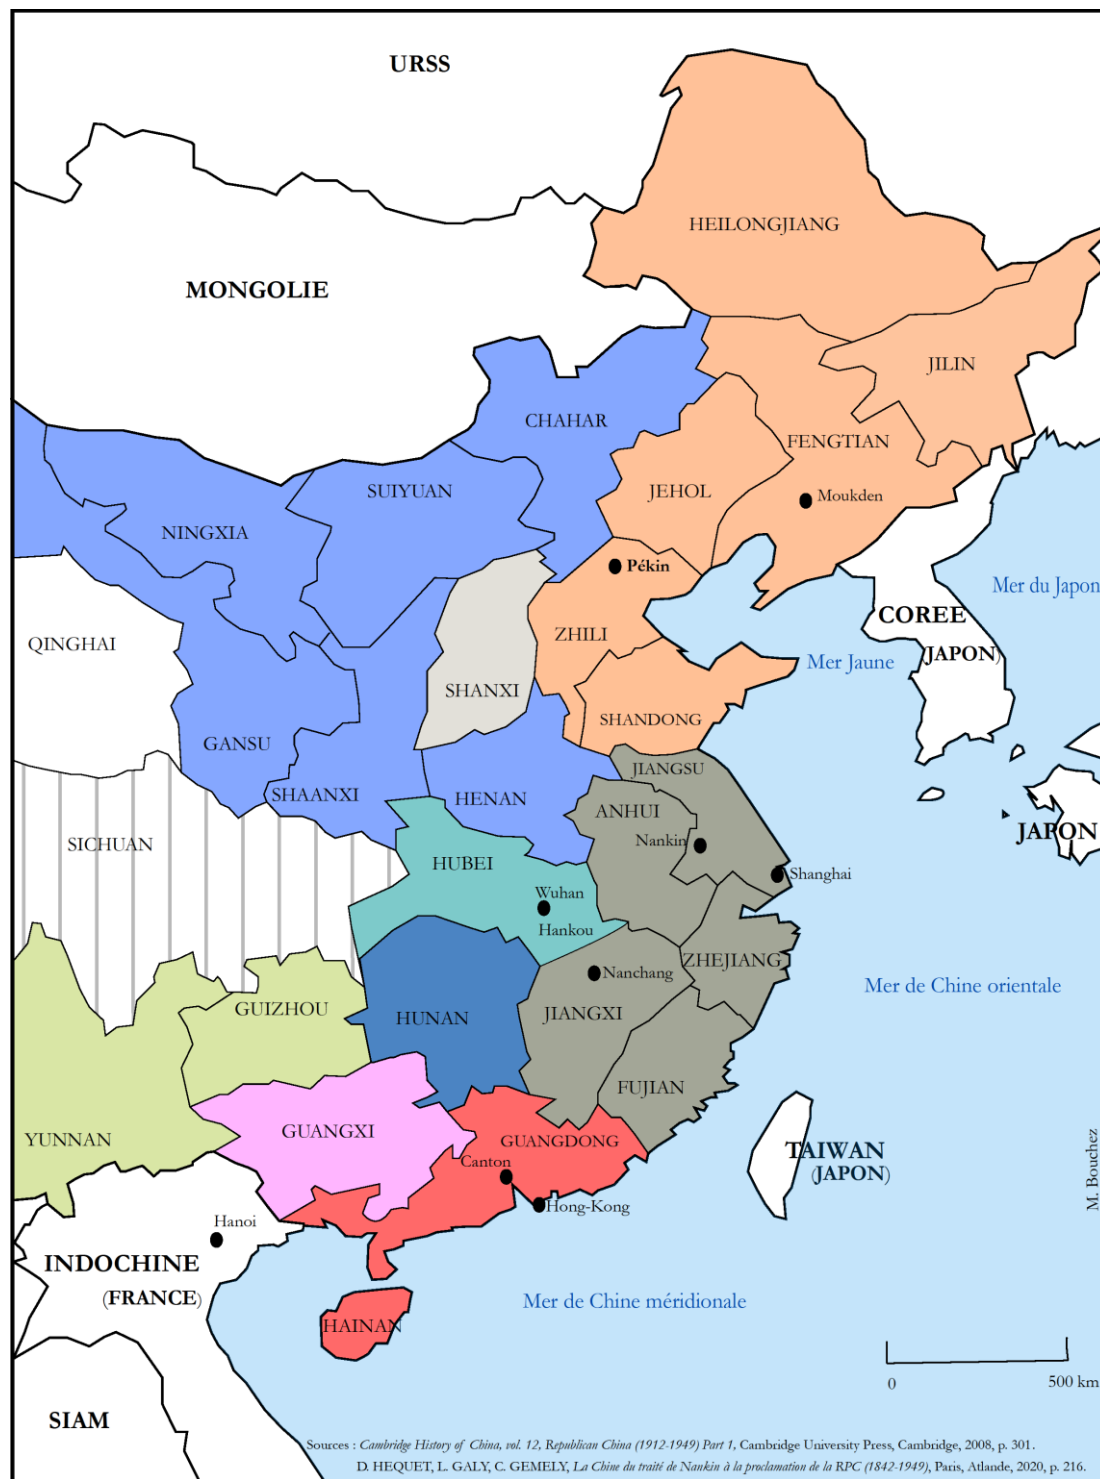 URSS
HEILONGJIANG
MONGOLIE
JILIN
CHAHAR
FENGTIAN
SUIYUAN
JEHOL
Moukden
NINGXIA
Pékin
Mer du Japon
COREE
(JAPON)
ZHILI
QINGHAI
Mer Jaune
SHANXI
SHANDONG
GANSU
JIANGSU
SHAANXI
HENAN
ANHUI
JAPON
Nankin
SICHUAN
HUBEI
Shanghai
Wuhan
Hankou
ZHEJIANG
Nanchang
Mer de Chine orientale
GUIZHOU
HUNAN
JIANGXI
FUJIAN
YUNNAN
GUANGXI
GUANGDONG
TAIWAN
(JAPON)
Canton
M. Bouchez
Hong-Kong
Hanoi
INDOCHINE
(FRANCE)
Mer de Chine méridionale
HAINAN
0 500 km
SIAM
Sources : Cambridge History of China, vol. 12, Republican China (1912-1949) Part 1, Cambridge University Press, Cambridge, 2008, p. 301.
D. HEQUET, L. GALY, C. GEMELY, La Chine du traité de Nankin à la proclamation de la RPC (1842-1949), Paris, Atlande, 2020, p. 216.